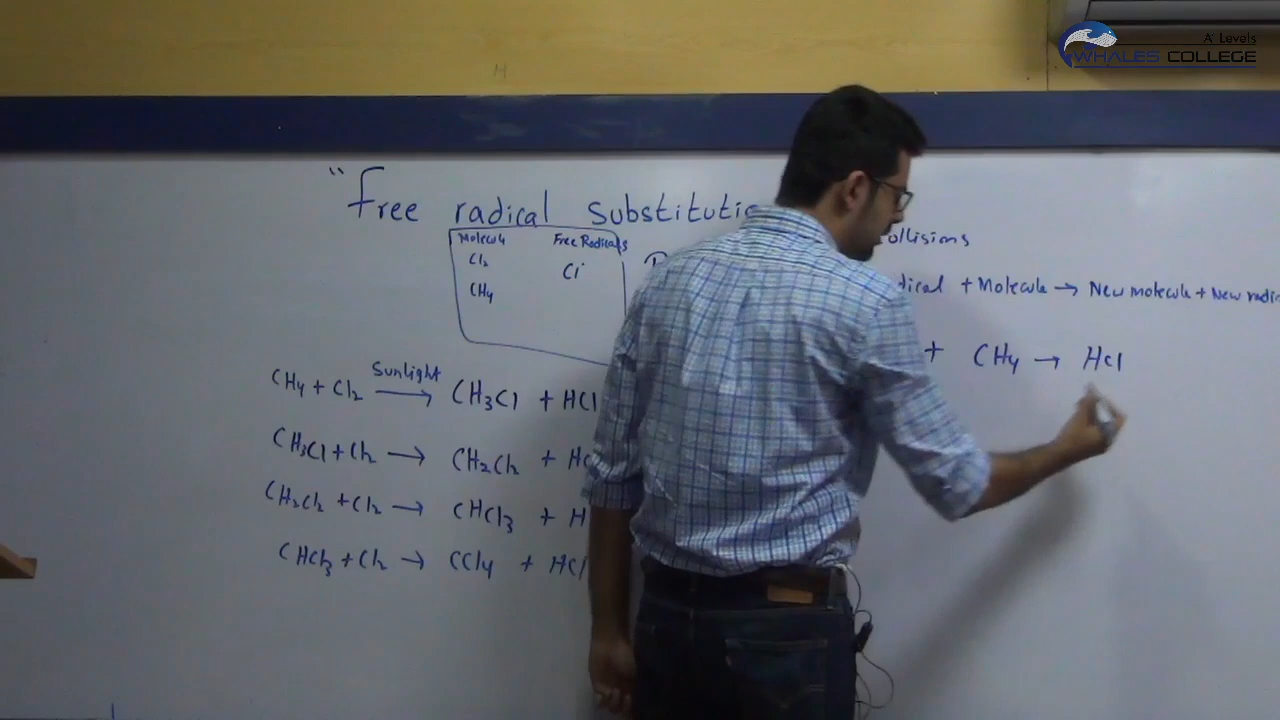 A' Levels
WHALES COLLEGE
"Free radical Substituti
Molecule Free Radicals
Cl₂ Cl˙
CH₄
ollisions
dical + Molecule → New molecule + New radi
+ CH₄ → HCl
CH₄ + Cl₂ Sunlight → CH₃Cl + HCl
CH₃Cl + Cl₂ → CH₂Cl₂ + HC
CH₂Cl₂ + Cl₂ → CHCl₃ + H
CHCl₃ + Cl₂ → CCl₄ + HCl